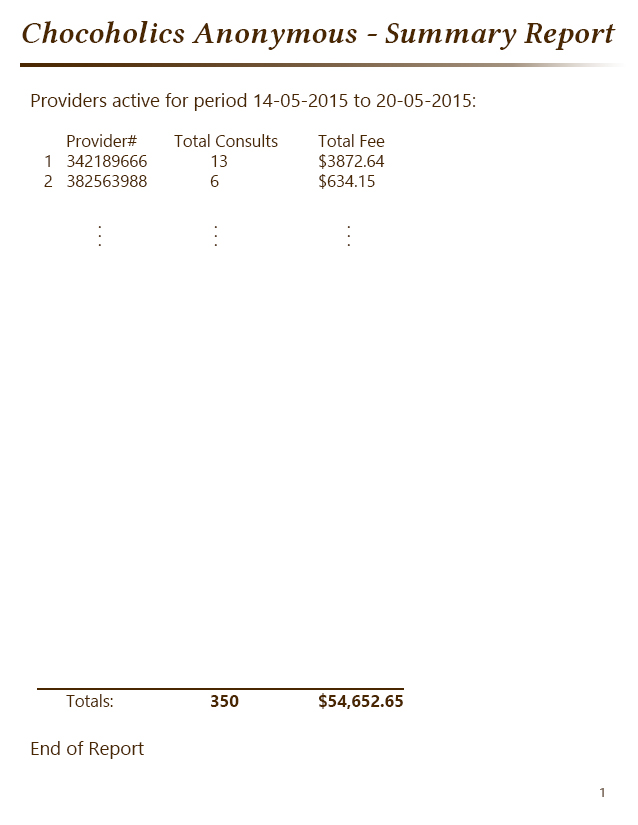 Chocoholics Anonymous - Summary Report
Providers active for period 14-05-2015 to 20-05-2015:
Provider# Total Consults Total Fee
1 342189666 13 $3872.64
2 382563988 6 $634.15
⋮ ⋮ ⋮
Totals: 350 $54,652.65
End of Report
1